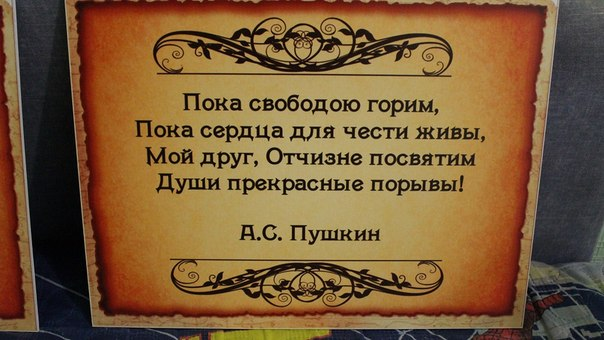 Пока свободою горим,
Пока сердца для чести живы,
Мой друг, Отчизне посвятим
Души прекрасные порывы!
А.С. Пушкин